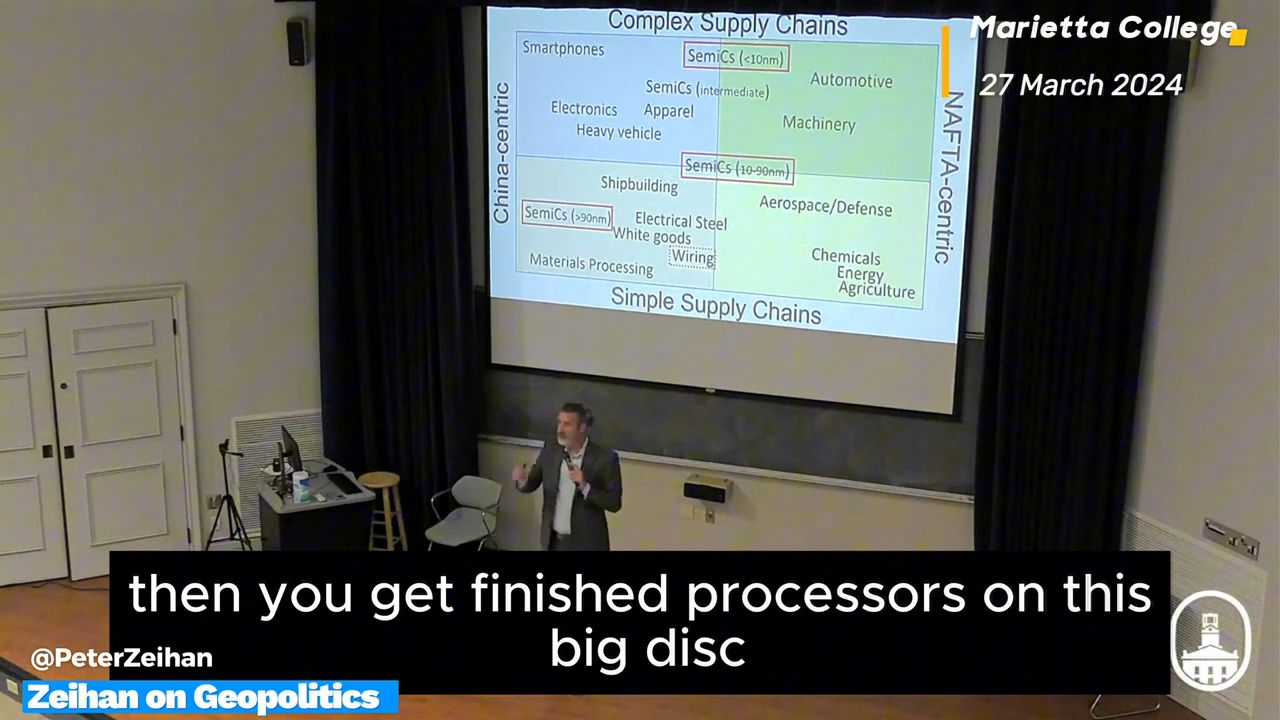 Complex Supply Chains
Marietta College
27 March 2024
Smartphones
SemiCs (<10nm)
Automotive
SemiCs (intermediate)
Electronics
Apparel
Machinery
Heavy vehicle
China-centric
NAFTA-centric
SemiCs (10-90nm)
Shipbuilding
Aerospace/Defense
SemiCs (>90nm)
Electrical Steel
White goods
Wiring
Chemicals
Materials Processing
Energy
Agriculture
Simple Supply Chains
then you get finished processors on this
big disc
@PeterZeihan
Zeihan on Geopolitics